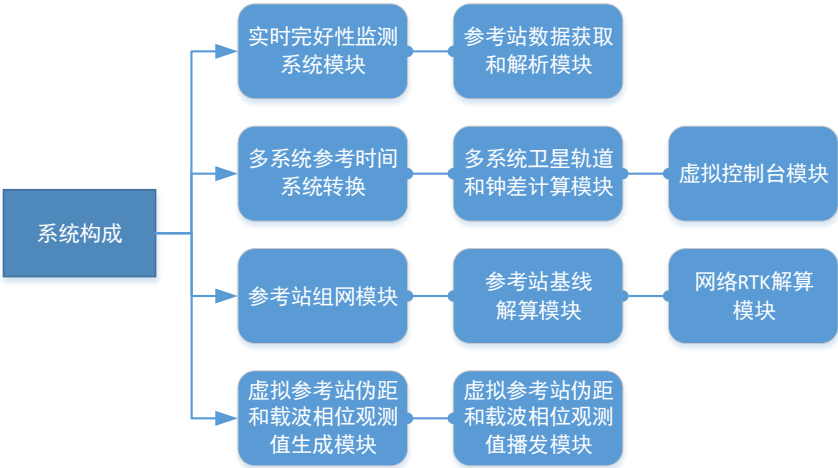 系统构成
实时完好性监测
系统模块
参考站数据获取
和解析模块
多系统参考时间
系统转换
多系统卫星轨道
和钟差计算模块
虚拟控制台模块
参考站组网模块
参考站基线
解算模块
网络RTK解算
模块
虚拟参考站伪距
和载波相位观测
值生成模块
虚拟参考站伪距
和载波相位观测
值播发模块